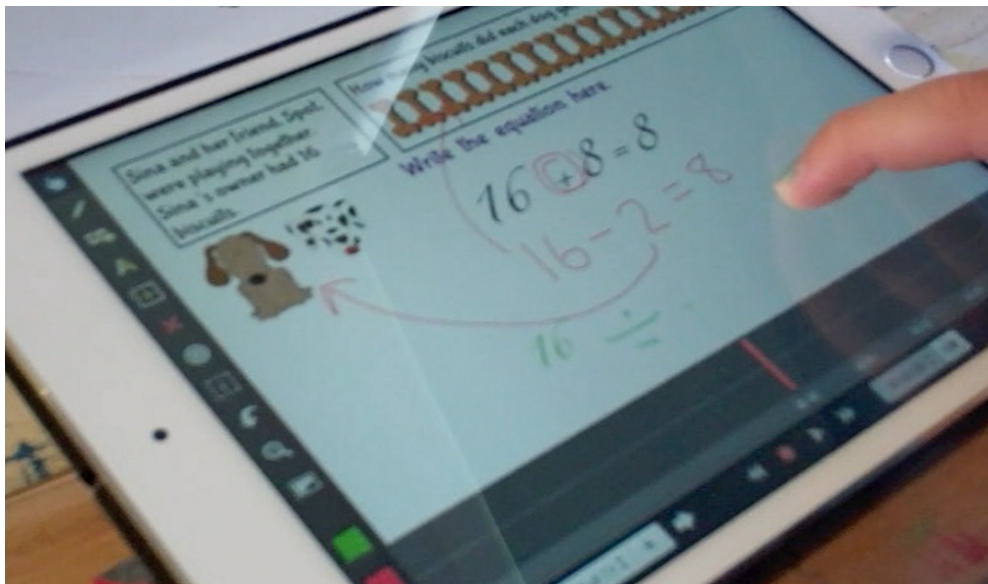 Sina and her friend, Spot,
were playing together.
Sina's owner had 16
biscuits.
How many biscuits did each dog
Write the equation here.
16 + 8 = 8
16 - 2 = 8
16 ÷